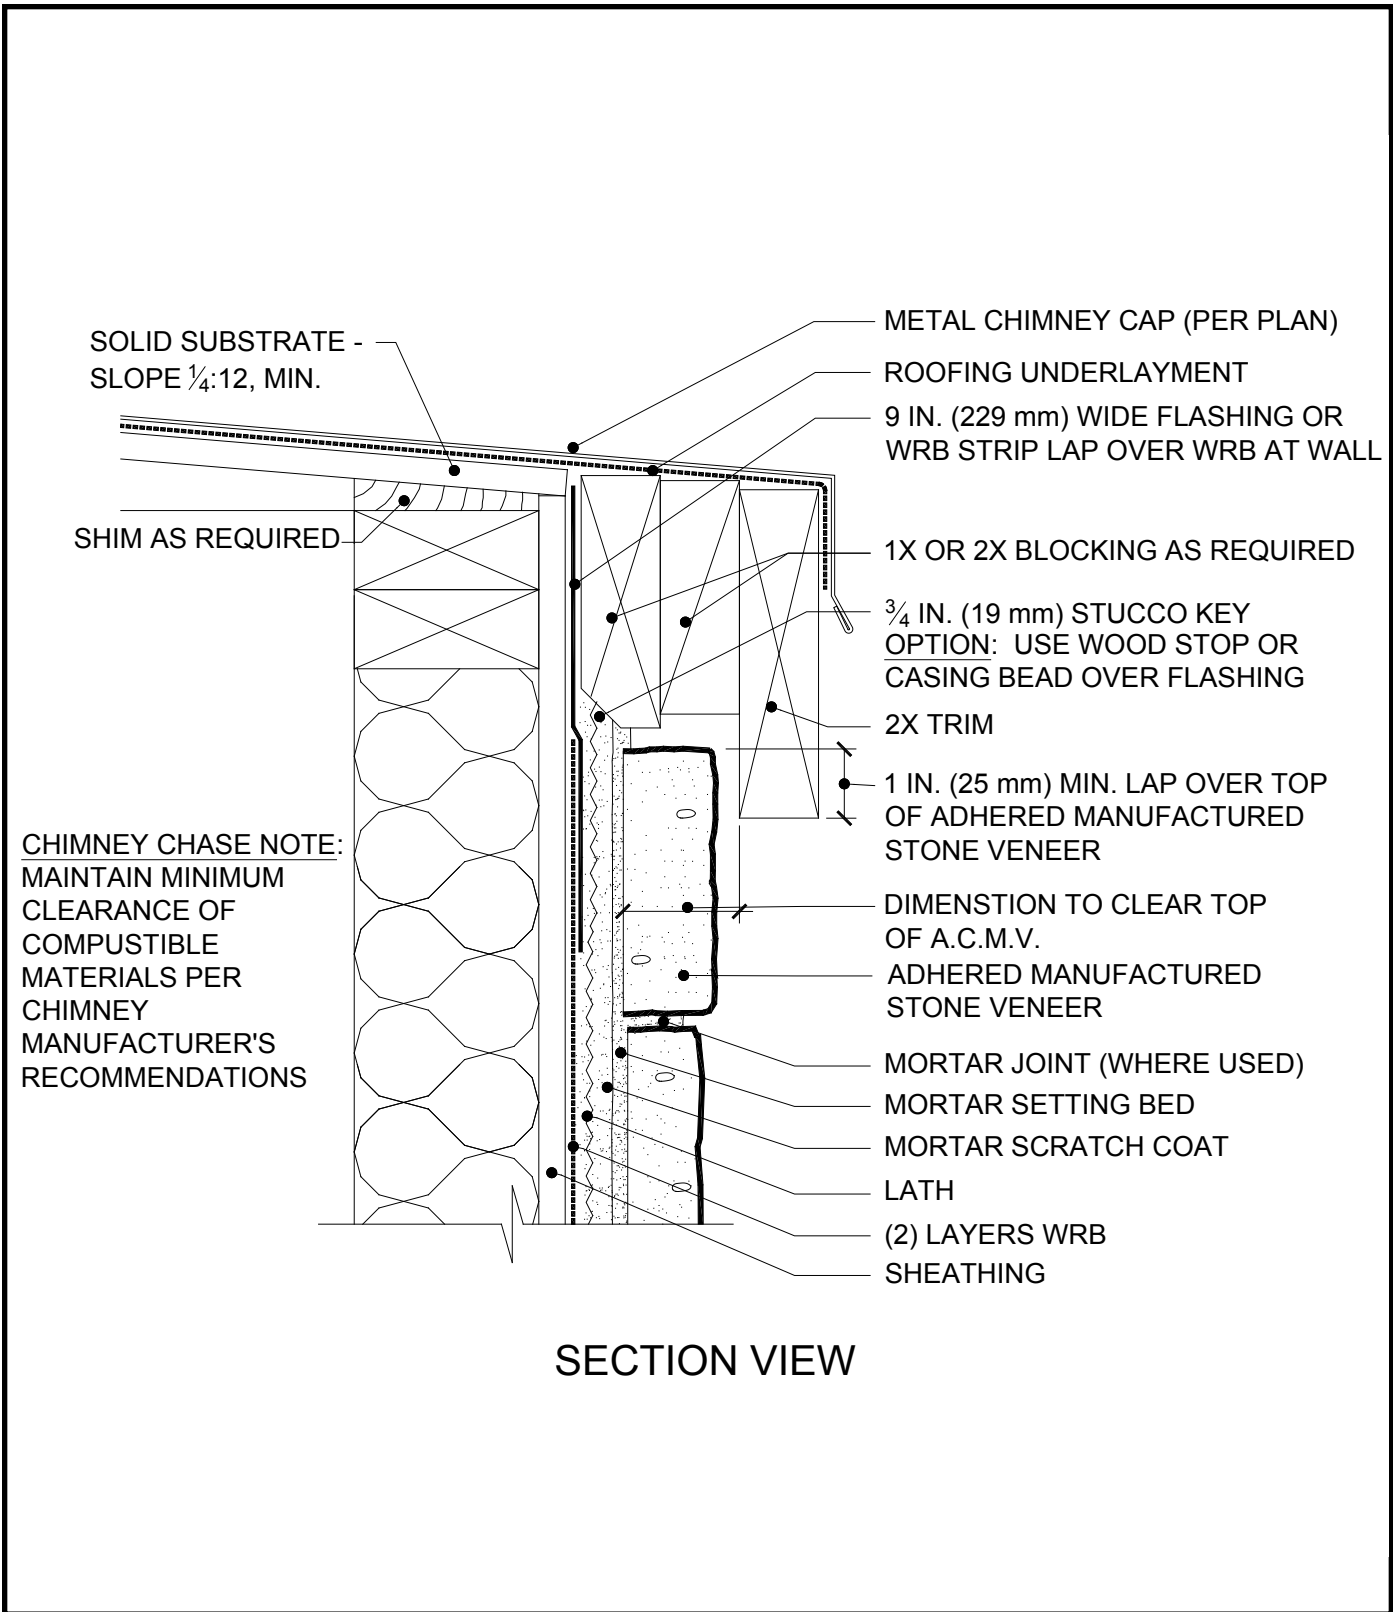 SOLID SUBSTRATE -
SLOPE ¼:12, MIN.
SHIM AS REQUIRED
CHIMNEY CHASE NOTE:
MAINTAIN MINIMUM
CLEARANCE OF
COMPUSTIBLE
MATERIALS PER
CHIMNEY
MANUFACTURER'S
RECOMMENDATIONS
METAL CHIMNEY CAP (PER PLAN)
ROOFING UNDERLAYMENT
9 IN. (229 mm) WIDE FLASHING OR
WRB STRIP LAP OVER WRB AT WALL
1X OR 2X BLOCKING AS REQUIRED
¾ IN. (19 mm) STUCCO KEY
OPTION: USE WOOD STOP OR
CASING BEAD OVER FLASHING
2X TRIM
1 IN. (25 mm) MIN. LAP OVER TOP
OF ADHERED MANUFACTURED
STONE VENEER
DIMENSTION TO CLEAR TOP
OF A.C.M.V.
ADHERED MANUFACTURED
STONE VENEER
MORTAR JOINT (WHERE USED)
MORTAR SETTING BED
MORTAR SCRATCH COAT
LATH
(2) LAYERS WRB
SHEATHING
SECTION VIEW